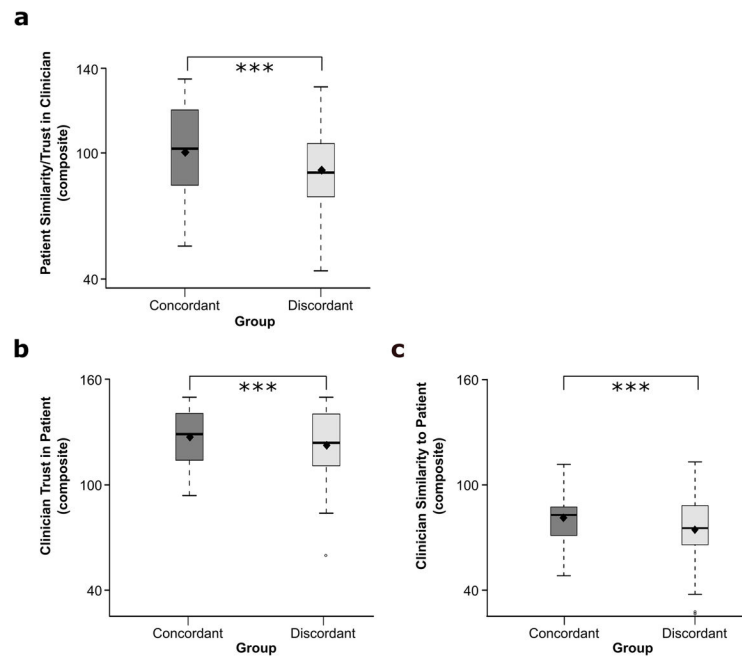 a
Patient Similarity/Trust in Clinician
(composite)
140
100
40
***
Concordant
Discordant
Group
b
Clinician Trust in Patient
(composite)
160
100
40
***
Concordant
Discordant
Group
c
Clinician Similarity to Patient
(composite)
160
100
40
***
Concordant
Discordant
Group